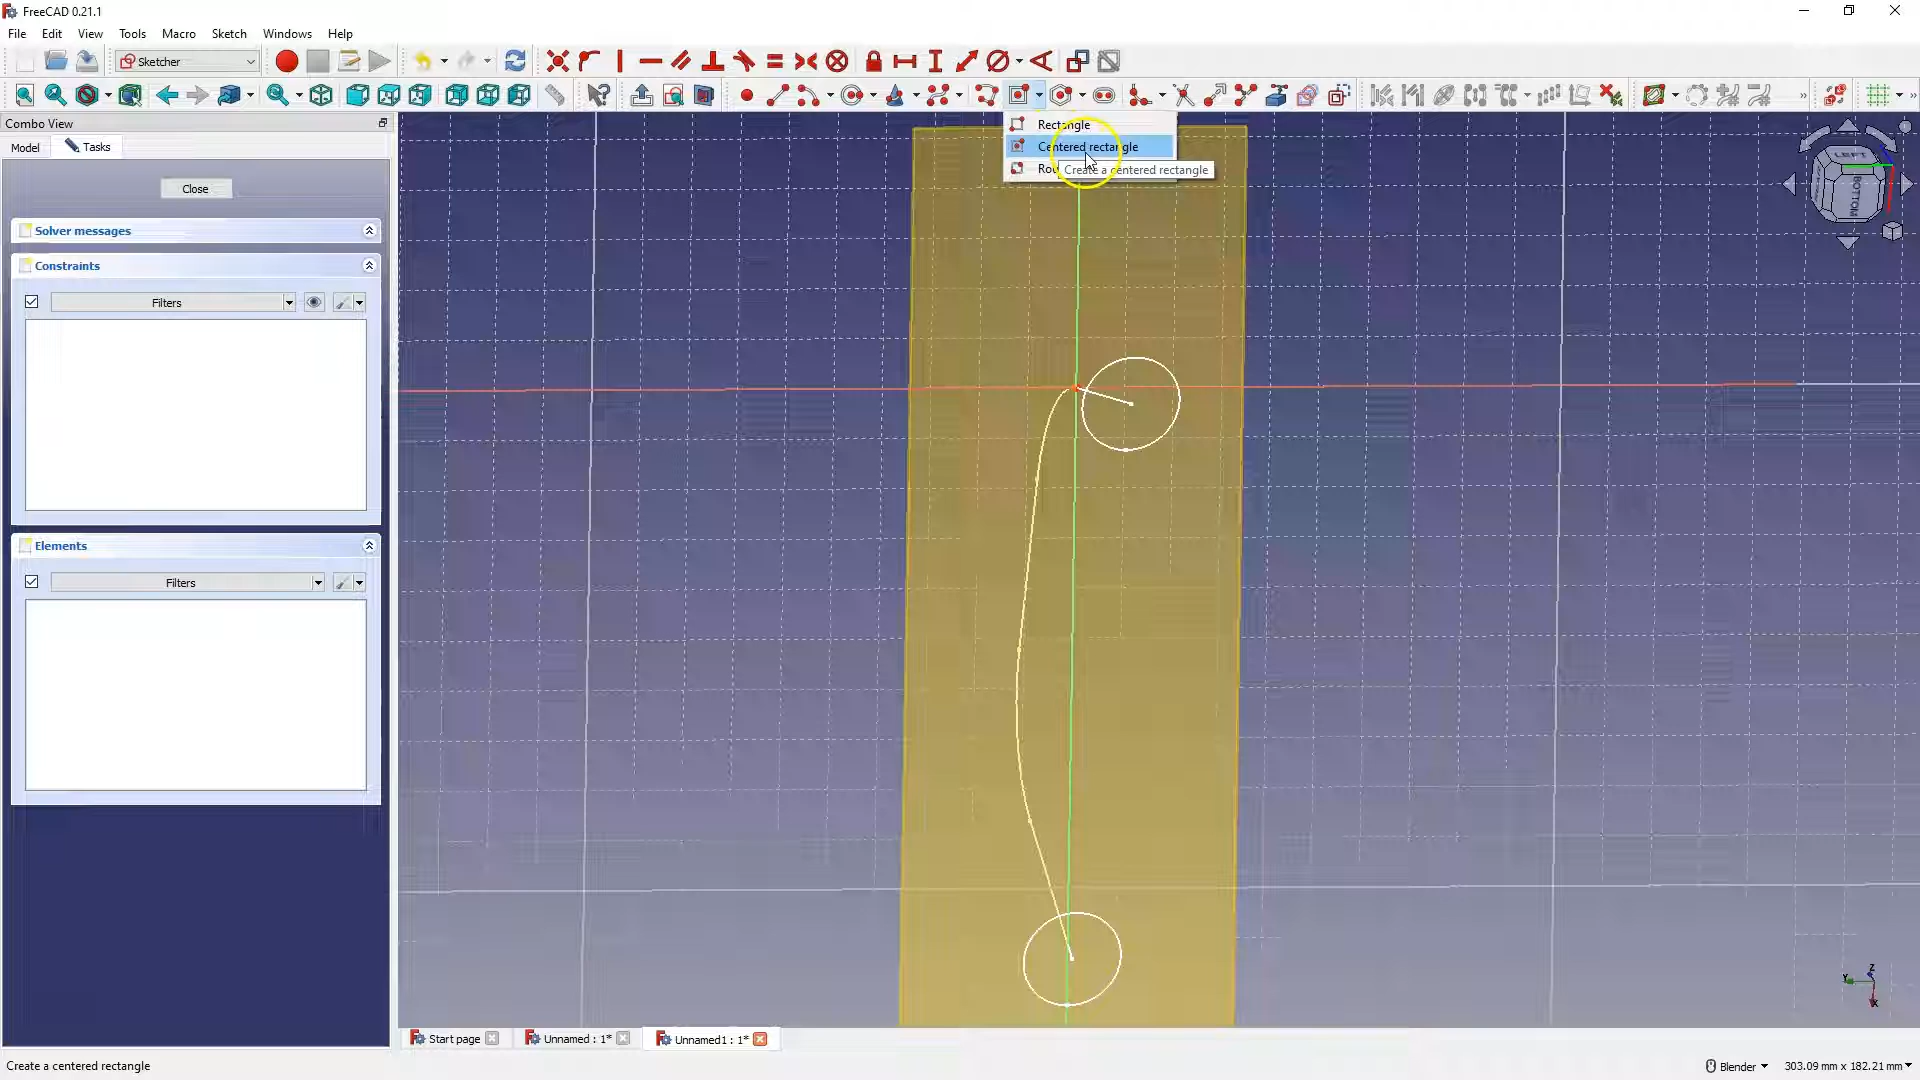 FreeCAD 0.21.1
File Edit View Tools Macro Sketch Windows Help
Sketcher
Combo View
Model Tasks
Close
Solver messages
Constraints
Filters
Elements
Filters
Rectangle
Centered rectangle
Create a centered rectangle
LEFT
BOTTOM
Z
Y
X
Start page Unnamed : 1* Unnamed1 : 1*
Create a centered rectangle
Blender 303.09 mm x 182.21 mm